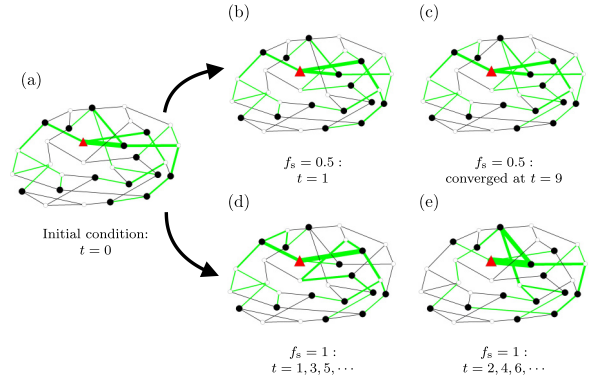 (b)
(c)
(a)
f_s = 0.5 :
t = 1
f_s = 0.5 :
converged at t = 9
Initial condition:
t = 0
(d)
(e)
f_s = 1 :
t = 1, 3, 5, ⋯
f_s = 1 :
t = 2, 4, 6, ⋯